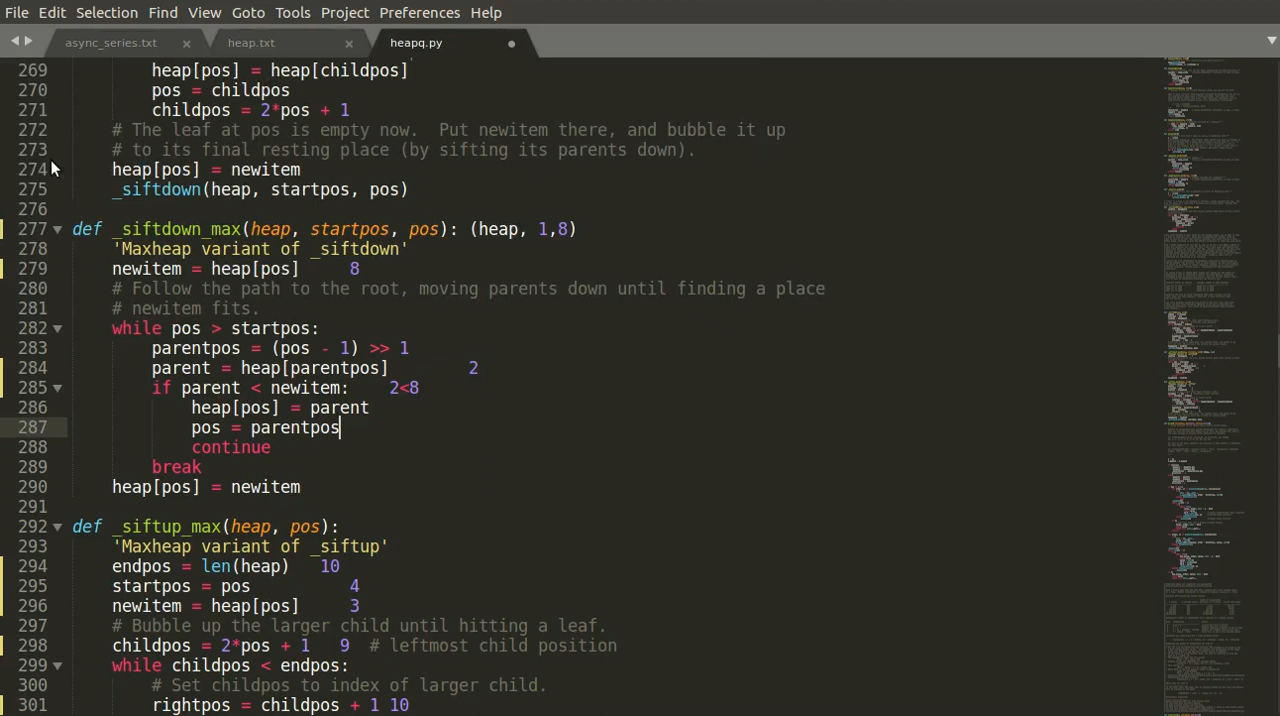 File Edit Selection Find View Goto Tools Project Preferences Help
async_series.txt heap.txt heapq.py
269 heap[pos] = heap[childpos]
270 pos = childpos
271 childpos = 2*pos + 1
272 # The leaf at pos is empty now.  Put newitem there, and bubble it up
273 # to its final resting place (by sifting its parents down).
274 heap[pos] = newitem
275 _siftdown(heap, startpos, pos)
276
277 def _siftdown_max(heap, startpos, pos): (heap, 1,8)
278 'Maxheap variant of _siftdown'
279 newitem = heap[pos] 8
280 # Follow the path to the root, moving parents down until finding a place
281 # newitem fits.
282 while pos > startpos:
283 parentpos = (pos - 1) >> 1
284 parent = heap[parentpos] 2
285 if parent < newitem: 2<8
286 heap[pos] = parent
287 pos = parentpos
288 continue
289 break
290 heap[pos] = newitem
291
292 def _siftup_max(heap, pos):
293 'Maxheap variant of _siftup'
294 endpos = len(heap) 10
295 startpos = pos 4
296 newitem = heap[pos] 3
297 # Bubble up the larger child until hitting a leaf.
298 childpos = 2*pos + 1 9 # leftmost child position
299 while childpos < endpos:
300 # Set childpos to index of larger child.
301 rightpos = childpos + 1 10